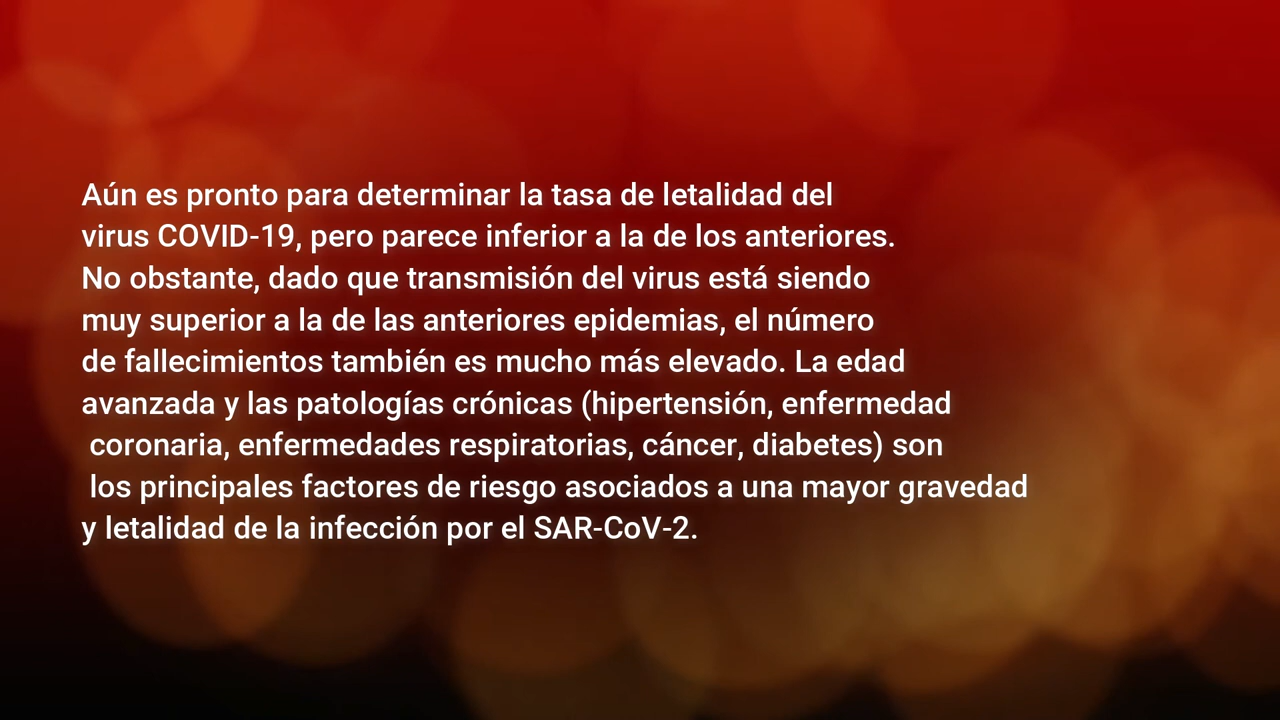 Aún es pronto para determinar la tasa de letalidad del
virus COVID-19, pero parece inferior a la de los anteriores.
No obstante, dado que transmisión del virus está siendo
muy superior a la de las anteriores epidemias, el número
de fallecimientos también es mucho más elevado. La edad
avanzada y las patologías crónicas (hipertensión, enfermedad
coronaria, enfermedades respiratorias, cáncer, diabetes) son
los principales factores de riesgo asociados a una mayor gravedad
y letalidad de la infección por el SAR-CoV-2.